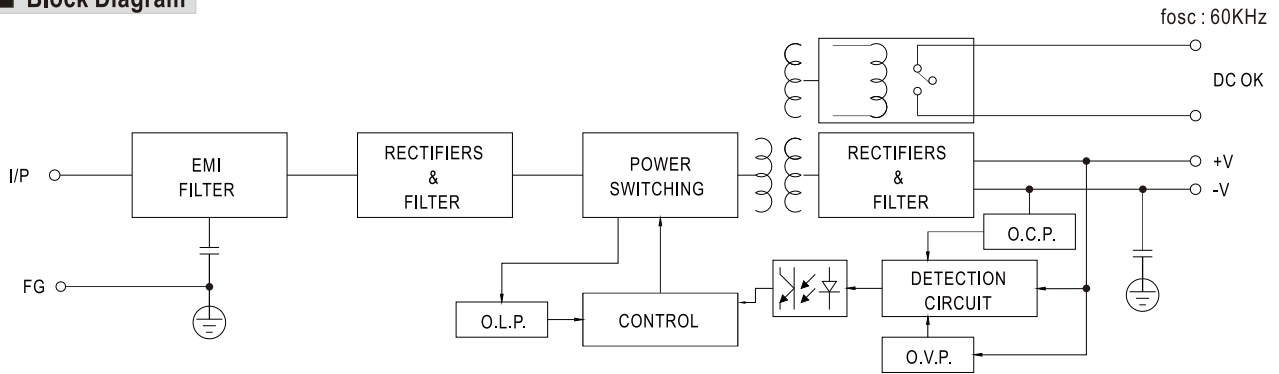 ■ Block Diagram
fosc : 60KHz
DC OK
I/P
EMI
FILTER
RECTIFIERS
&
FILTER
POWER
SWITCHING
RECTIFIERS
&
FILTER
+V
-V
O.C.P.
FG
O.L.P.
CONTROL
DETECTION
CIRCUIT
O.V.P.